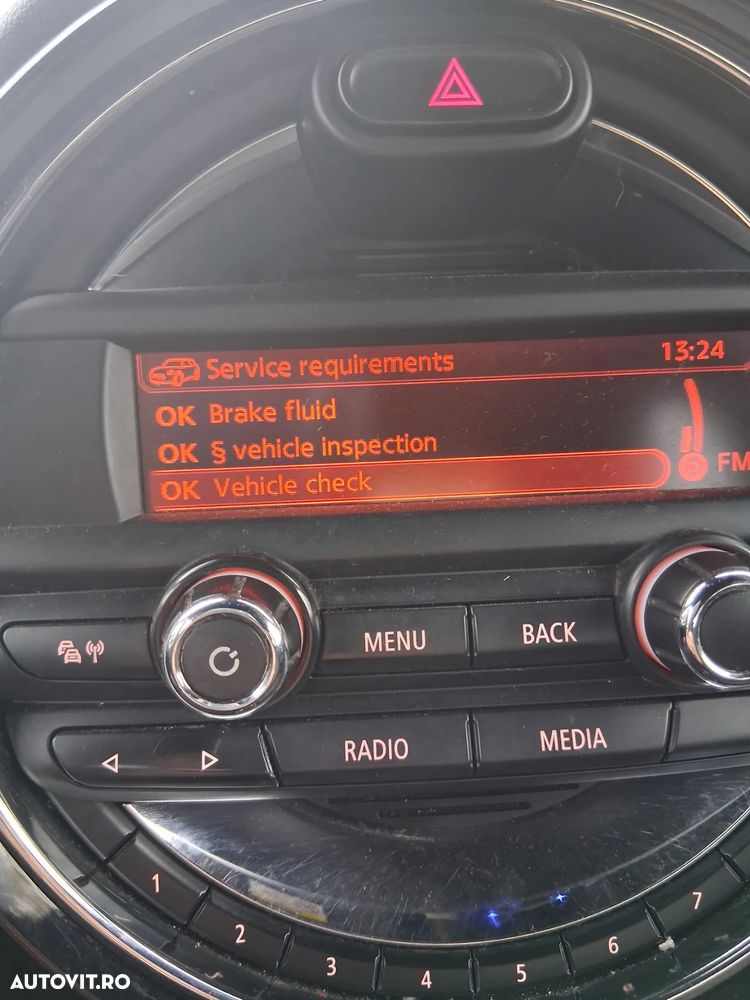 Service requirements 13:24
OK Brake fluid
OK § vehicle inspection
OK Vehicle check
FM
MENU
BACK
RADIO
MEDIA
1
2
3
4
5
6
7
AUTOVIT.RO